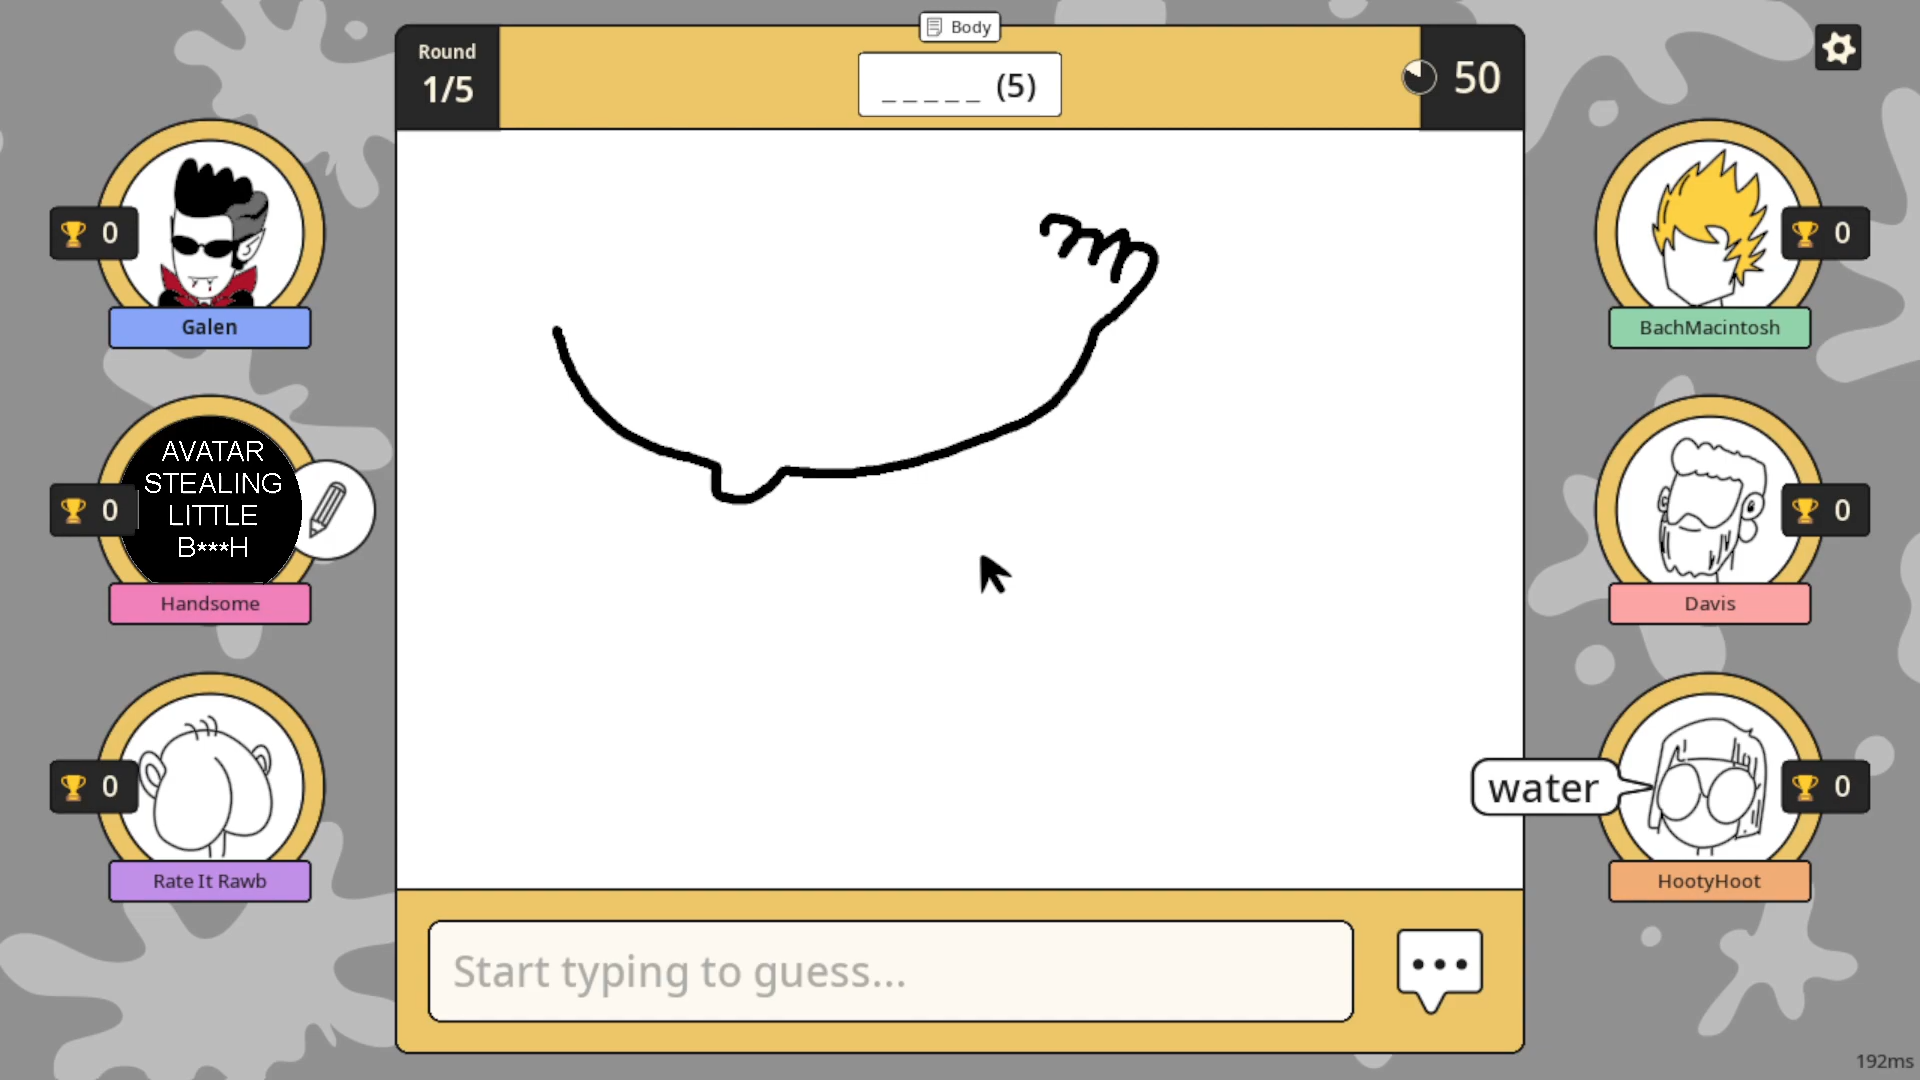 Body
Round
1/5
_ _ _ _ _ (5)
50
0
Galen
0
BachMacintosh
AVATAR
STEALING
LITTLE
B***H
0
Handsome
0
Davis
0
Rate It Rawb
water
0
HootyHoot
Start typing to guess...
192ms